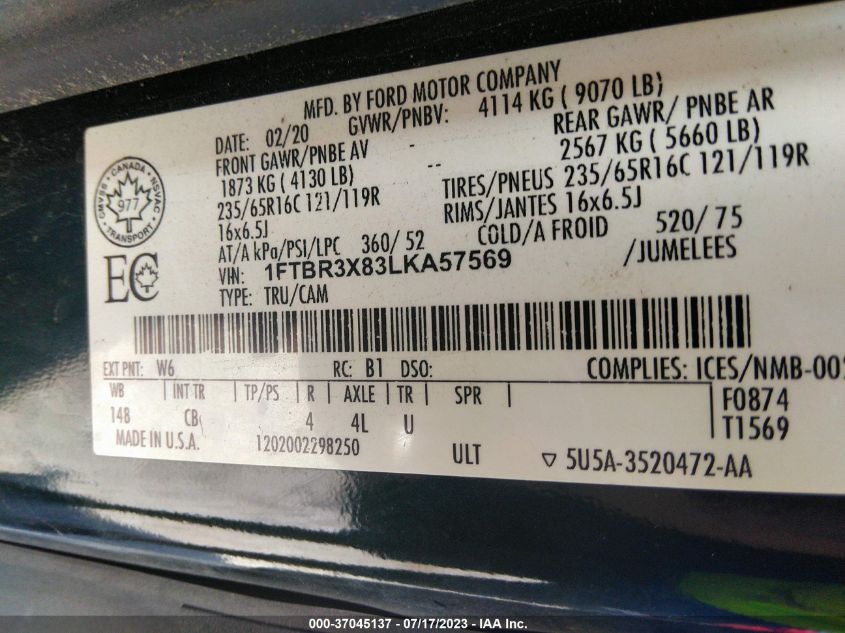 MFD. BY FORD MOTOR COMPANY
DATE: 02/20 GVWR/PNBV: 4114 KG ( 9070 LB)
FRONT GAWR/PNBE AV -- REAR GAWR/ PNBE AR
1873 KG ( 4130 LB) -- 2567 KG ( 5660 LB)
235/65R16C 121/119R TIRES/PNEUS 235/65R16C 121/119R
16x6.5J RIMS/JANTES 16x6.5J
AT/A kPa/PSI/LPC 360/ 52 COLD/A FROID 520/ 75
VIN: 1FTBR3X83LKA57569 /JUMELEES
TYPE: TRU/CAM
CANADA
CMVSS NSVAC
977
TRANSPORT
EC
EXT PNT: W6 RC: B1 DSO: COMPLIES: ICES/NMB-002
WB INT TR TP/PS R AXLE TR SPR F0874
148 CB 4 4L U T1569
MADE IN U.S.A. 1202002298250 ULT 5U5A-3520472-AA
000-37045137 - 07/17/2023 - IAA Inc.